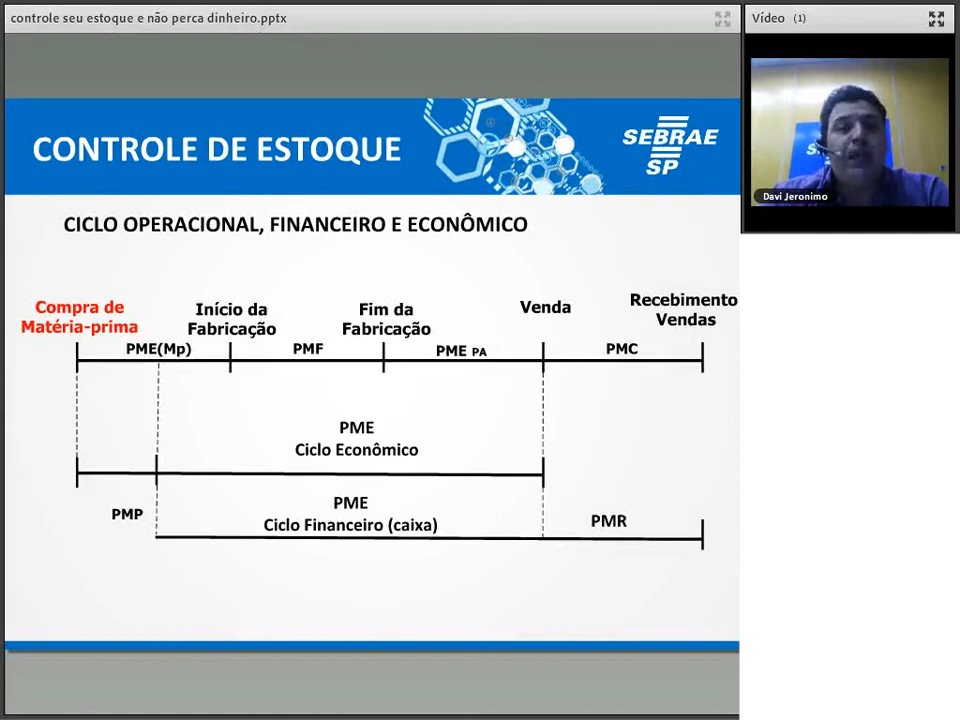 controle seu estoque e não perca dinheiro.pptx
Vídeo (1)
CONTROLE DE ESTOQUE
SEBRAE
SP
Davi Jeronimo
CICLO OPERACIONAL, FINANCEIRO E ECONÔMICO
Compra de
Matéria-prima
Início da
Fabricação
Fim da
Fabricação
Venda
Recebimento
Vendas
PME(Mp)
PMF
PME PA
PMC
PME
Ciclo Econômico
PMP
PME
Ciclo Financeiro (caixa)
PMR